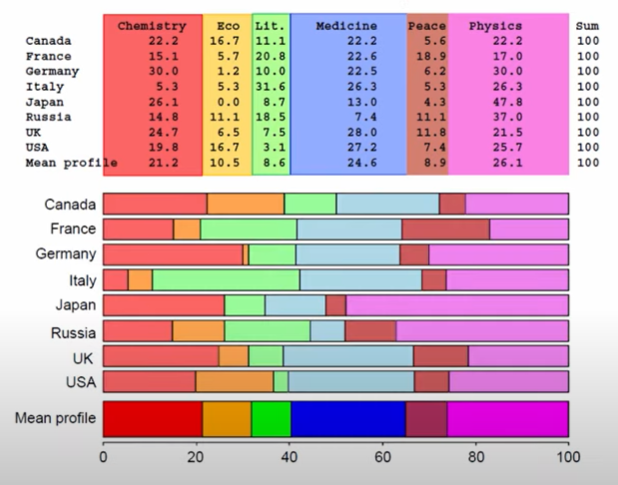 Chemistry Eco Lit. Medicine Peace Physics Sum
Canada 22.2 16.7 11.1 22.2 5.6 22.2 100
France 15.1 5.7 20.8 22.6 18.9 17.0 100
Germany 30.0 1.2 10.0 22.5 6.2 30.0 100
Italy 5.3 5.3 31.6 26.3 5.3 26.3 100
Japan 26.1 0.0 8.7 13.0 4.3 47.8 100
Russia 14.8 11.1 18.5 7.4 11.1 37.0 100
UK 24.7 6.5 7.5 28.0 11.8 21.5 100
USA 19.8 16.7 3.1 27.2 7.4 25.7 100
Mean profile 21.2 10.5 8.6 24.6 8.9 26.1 100
Canada
France
Germany
Italy
Japan
Russia
UK
USA
Mean profile
0 20 40 60 80 100